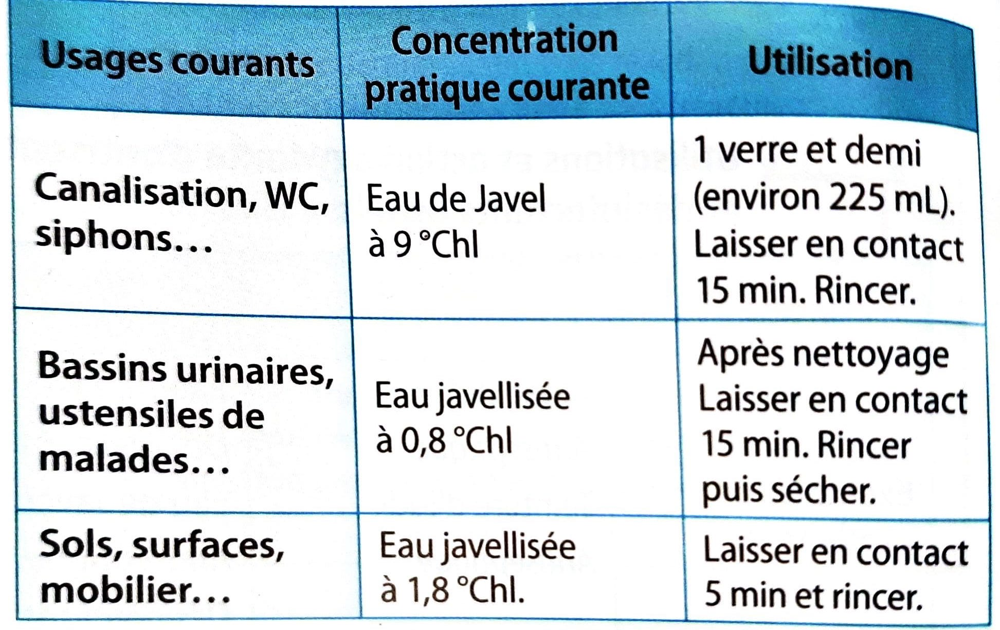 Usages courants
Concentration
pratique courante
Utilisation
Canalisation, WC,
siphons…
Eau de Javel
à 9 °Chl
1 verre et demi
(environ 225 mL).
Laisser en contact
15 min. Rincer.
Bassins urinaires,
ustensiles de
malades…
Eau javellisée
à 0,8 °Chl
Après nettoyage
Laisser en contact
15 min. Rincer
puis sécher.
Sols, surfaces,
mobilier…
Eau javellisée
à 1,8 °Chl.
Laisser en contact
5 min et rincer.